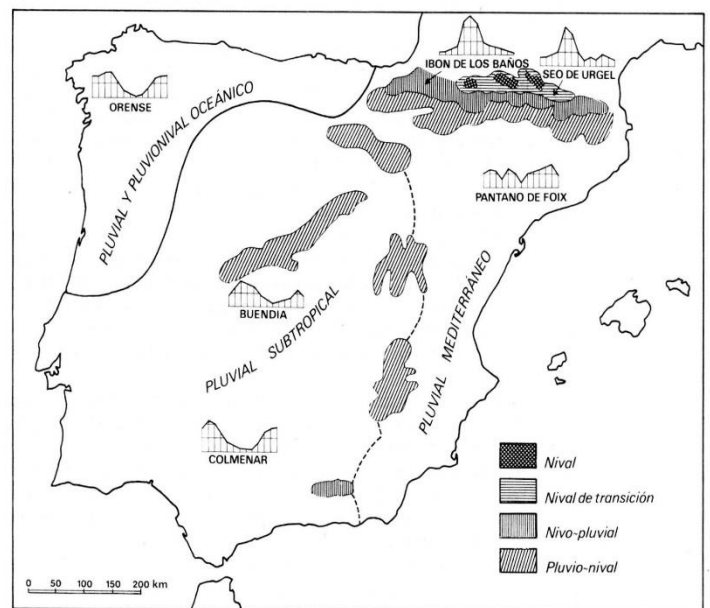 IBON DE LOS BAÑOS
SEO DE URGEL
ORENSE
PLUVIAL Y PLUVIONIVAL OCEÁNICO
PANTANO DE FOIX
BUENDIA
PLUVIAL SUBTROPICAL
PLUVIAL MEDITERRÁNEO
COLMENAR
Nival
Nival de transición
Nivo-pluvial
Pluvio-nival
0 50 100 150 200 km